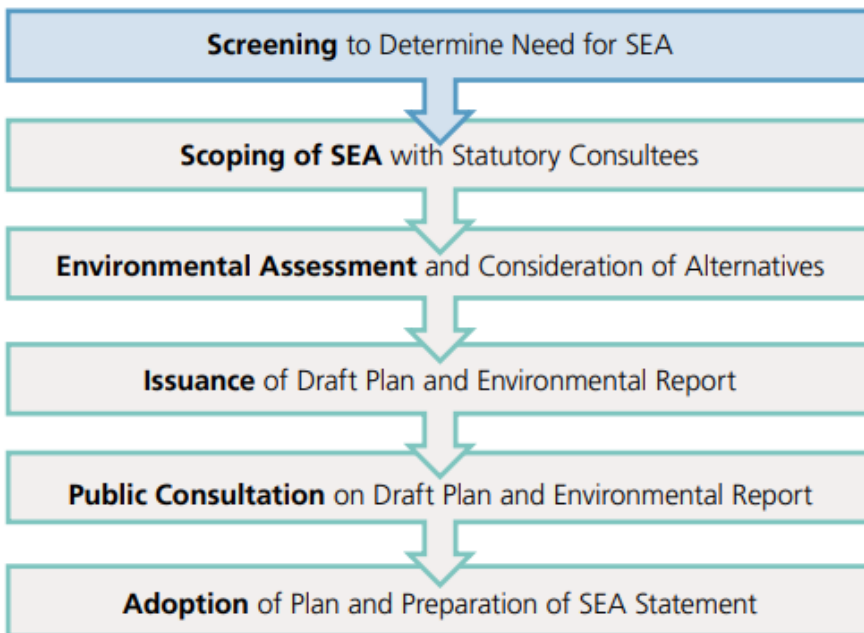 Screening to Determine Need for SEA
Scoping of SEA with Statutory Consultees
Environmental Assessment and Consideration of Alternatives
Issuance of Draft Plan and Environmental Report
Public Consultation on Draft Plan and Environmental Report
Adoption of Plan and Preparation of SEA Statement